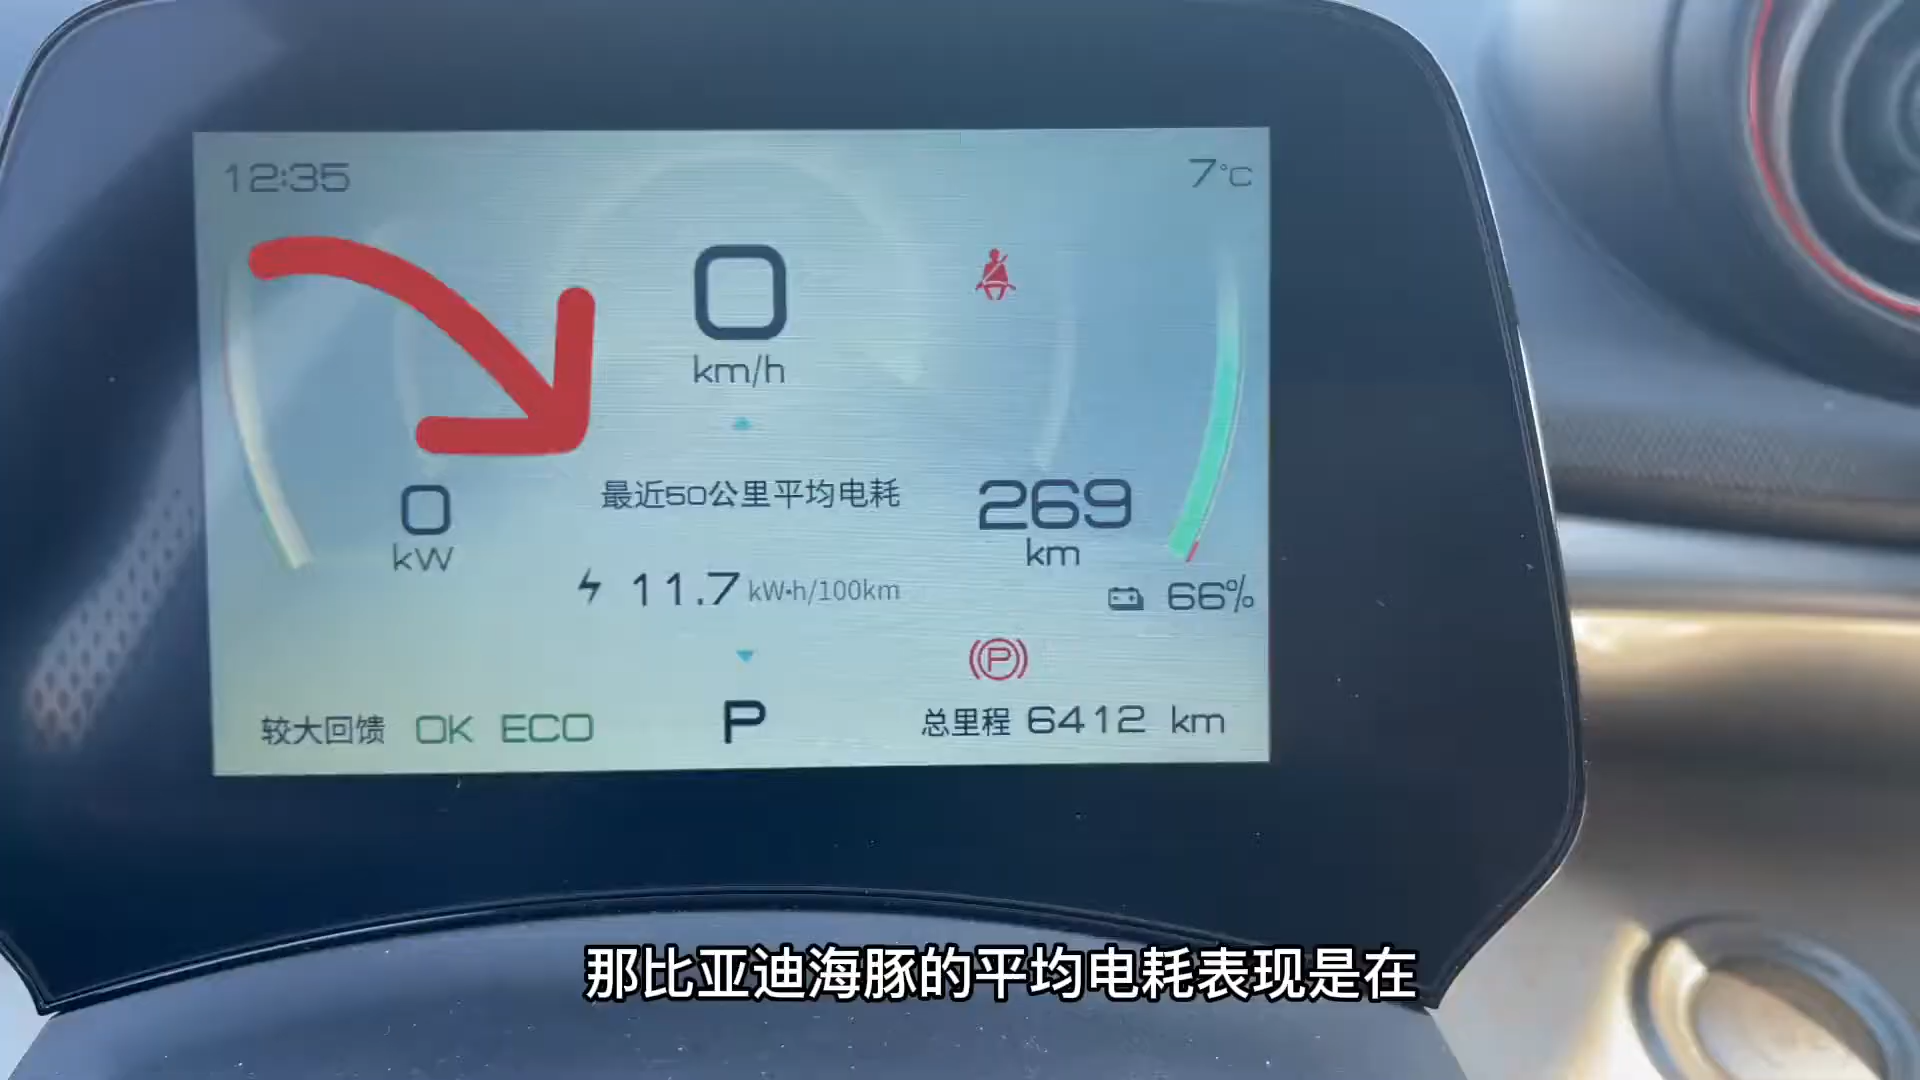 12:35
7°C
0
km/h
最近50公里平均电耗
269
km
0
kW
11.7 kW·h/100km
66%
P
较大回馈 OK ECO
P
总里程 6412 km
那比亚迪海豚的平均电耗表现是在